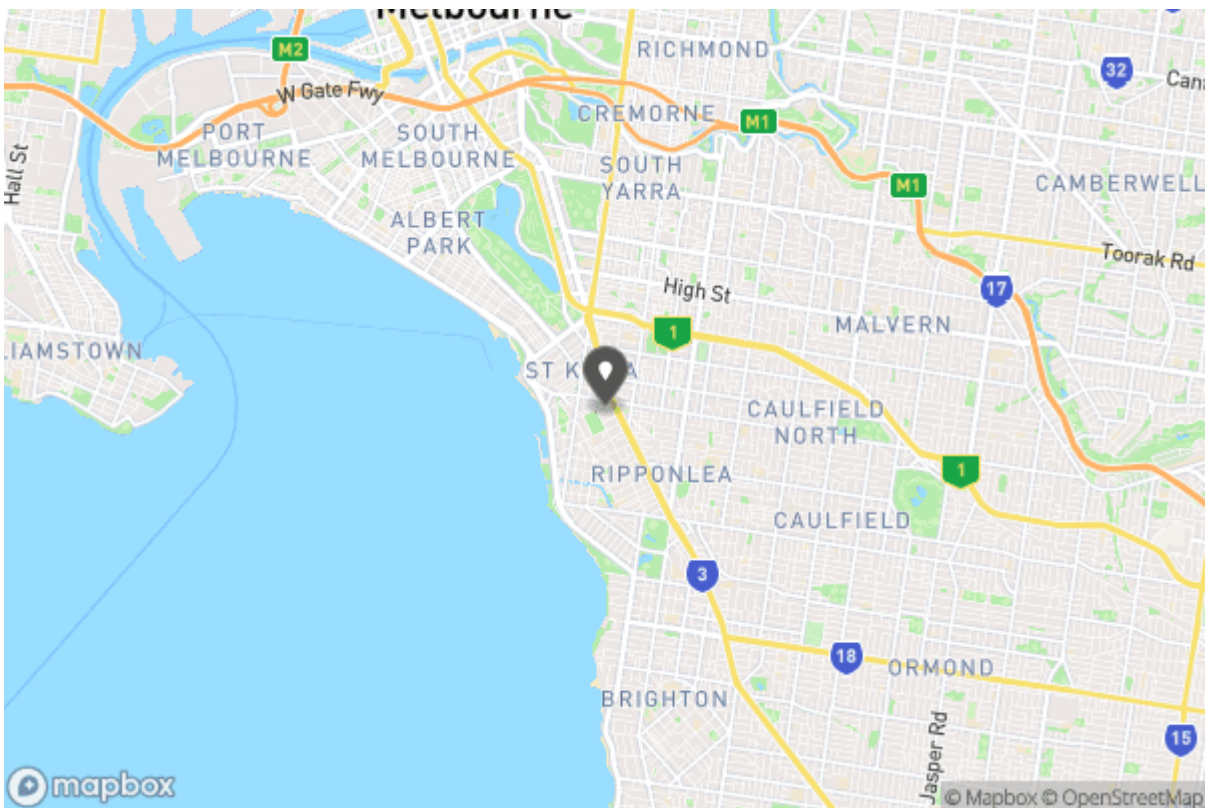 Melbourne
RICHMOND
M2
32
W Gate Fwy
CREMORNE
M1
PORT
MELBOURNE
SOUTH
MELBOURNE
Hall St
SOUTH
YARRA
M1
CAMBERWELL
ALBERT
PARK
Toorak Rd
High St
17
MALVERN
1
LIAMSTOWN
CAULFIELD
NORTH
RIPPONLEA
1
CAULFIELD
3
18
ORMOND
BRIGHTON
Jasper Rd
15
mapbox
© Mapbox © OpenStreetMap